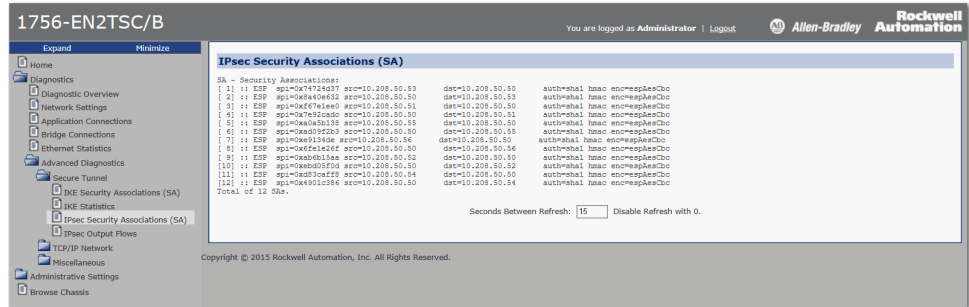 1756-EN2TSC/B
You are logged as Administrator | Logout
AB Allen-Bradley
Rockwell
Automation
Expand Minimize
Home
Diagnostics
Diagnostic Overview
Network Settings
Application Connections
Bridge Connections
Ethernet Statistics
Advanced Diagnostics
Secure Tunnel
IKE Security Associations (SA)
IKE Statistics
IPsec Security Associations (SA)
IPsec Output Flows
TCP/IP Network
Miscellaneous
Administrative Settings
Browse Chassis
IPsec Security Associations (SA)
SA - Security Associations:
[ 1] :: ESP spi=0x74724d37 src=10.208.50.53 dst=10.208.50.50 auth=sha1 hmac enc=espAesCbc
[ 2] :: ESP spi=0x8a40e632 src=10.208.50.50 dst=10.208.50.53 auth=sha1 hmac enc=espAesCbc
[ 3] :: ESP spi=0xf67e1ee0 src=10.208.50.51 dst=10.208.50.50 auth=sha1 hmac enc=espAesCbc
[ 4] :: ESP spi=0x7e92cadc src=10.208.50.50 dst=10.208.50.51 auth=sha1 hmac enc=espAesCbc
[ 5] :: ESP spi=0xa0a5b138 src=10.208.50.55 dst=10.208.50.50 auth=sha1 hmac enc=espAesCbc
[ 6] :: ESP spi=0xad09f2b3 src=10.208.50.50 dst=10.208.50.55 auth=sha1 hmac enc=espAesCbc
[ 7] :: ESP spi=0xe9134de src=10.208.50.56 dst=10.208.50.50 auth=sha1 hmac enc=espAesCbc
[ 8] :: ESP spi=0x6fe1e26f src=10.208.50.50 dst=10.208.50.56 auth=sha1 hmac enc=espAesCbc
[ 9] :: ESP spi=0xab6b15aa src=10.208.50.52 dst=10.208.50.50 auth=sha1 hmac enc=espAesCbc
[10] :: ESP spi=0xebd05f0d src=10.208.50.50 dst=10.208.50.52 auth=sha1 hmac enc=espAesCbc
[11] :: ESP spi=0xd83caff8 src=10.208.50.54 dst=10.208.50.50 auth=sha1 hmac enc=espAesCbc
[12] :: ESP spi=0x4901c386 src=10.208.50.50 dst=10.208.50.54 auth=sha1 hmac enc=espAesCbc
Total of 12 SAs.
Seconds Between Refresh: 15 Disable Refresh with 0.
Copyright © 2015 Rockwell Automation, Inc. All Rights Reserved.